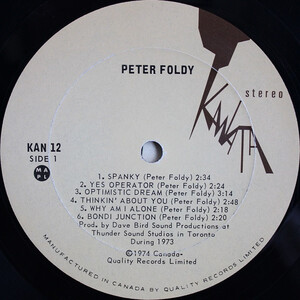 PETER FOLDY
stereo
KANATA
KAN 12
SIDE 1
M A
P L
1. SPANKY (Peter Foldy) 2:34
2. YES OPERATOR (Peter Foldy) 2:24
3. OPTIMISTIC DREAM (Peter Foldy) 3:14
4. THINKIN' ABOUT YOU (Peter Foldy) 2:48
5. WHY AM I ALONE (Peter Foldy) 2:18
6. BONDI JUNCTION (Peter Foldy) 2:20
Prod. by Dave Bird Sound Productions at
Thunder Sound Studios in Toronto
During 1973
©1974 Canada-
Quality Records Limited
MANUFACTURED IN CANADA BY QUALITY RECORDS LIMITED